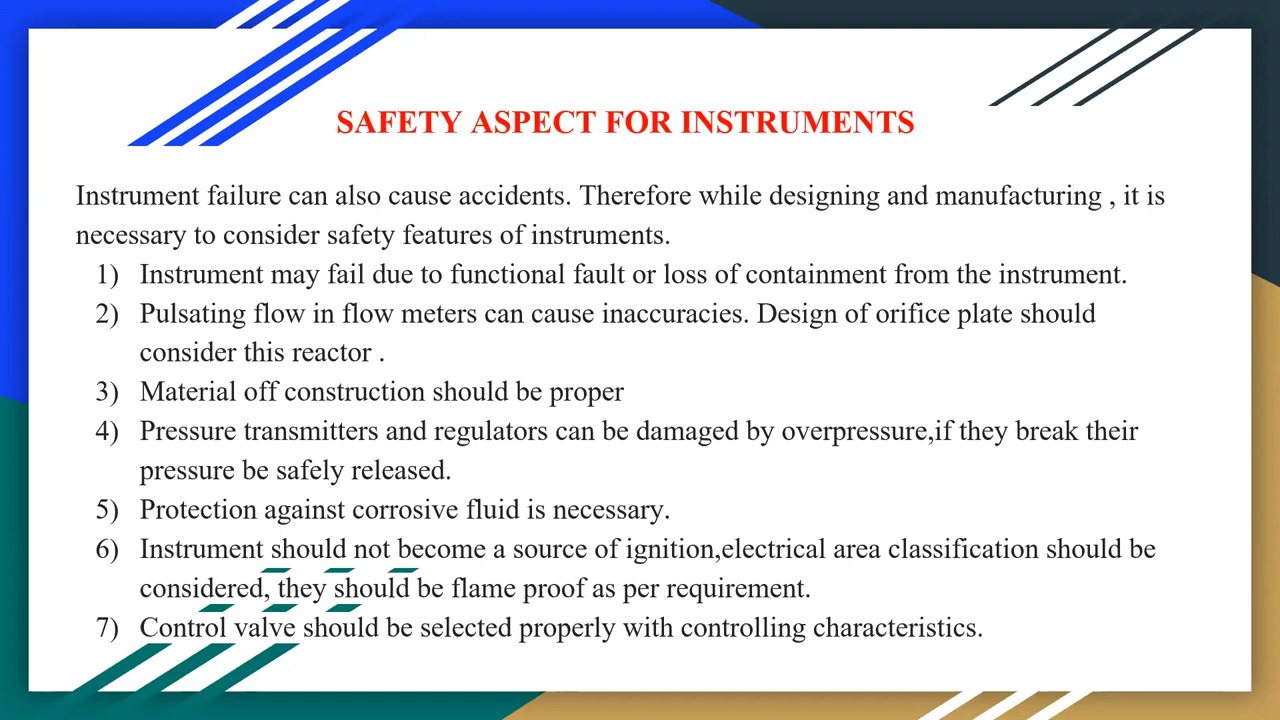 SAFETY ASPECT FOR INSTRUMENTS
Instrument failure can also cause accidents. Therefore while designing and manufacturing , it is
necessary to consider safety features of instruments.
1) Instrument may fail due to functional fault or loss of containment from the instrument.
2) Pulsating flow in flow meters can cause inaccuracies. Design of orifice plate should
consider this reactor .
3) Material off construction should be proper
4) Pressure transmitters and regulators can be damaged by overpressure,if they break their
pressure be safely released.
5) Protection against corrosive fluid is necessary.
6) Instrument should not become a source of ignition,electrical area classification should be
considered, they should be flame proof as per requirement.
7) Control valve should be selected properly with controlling characteristics.